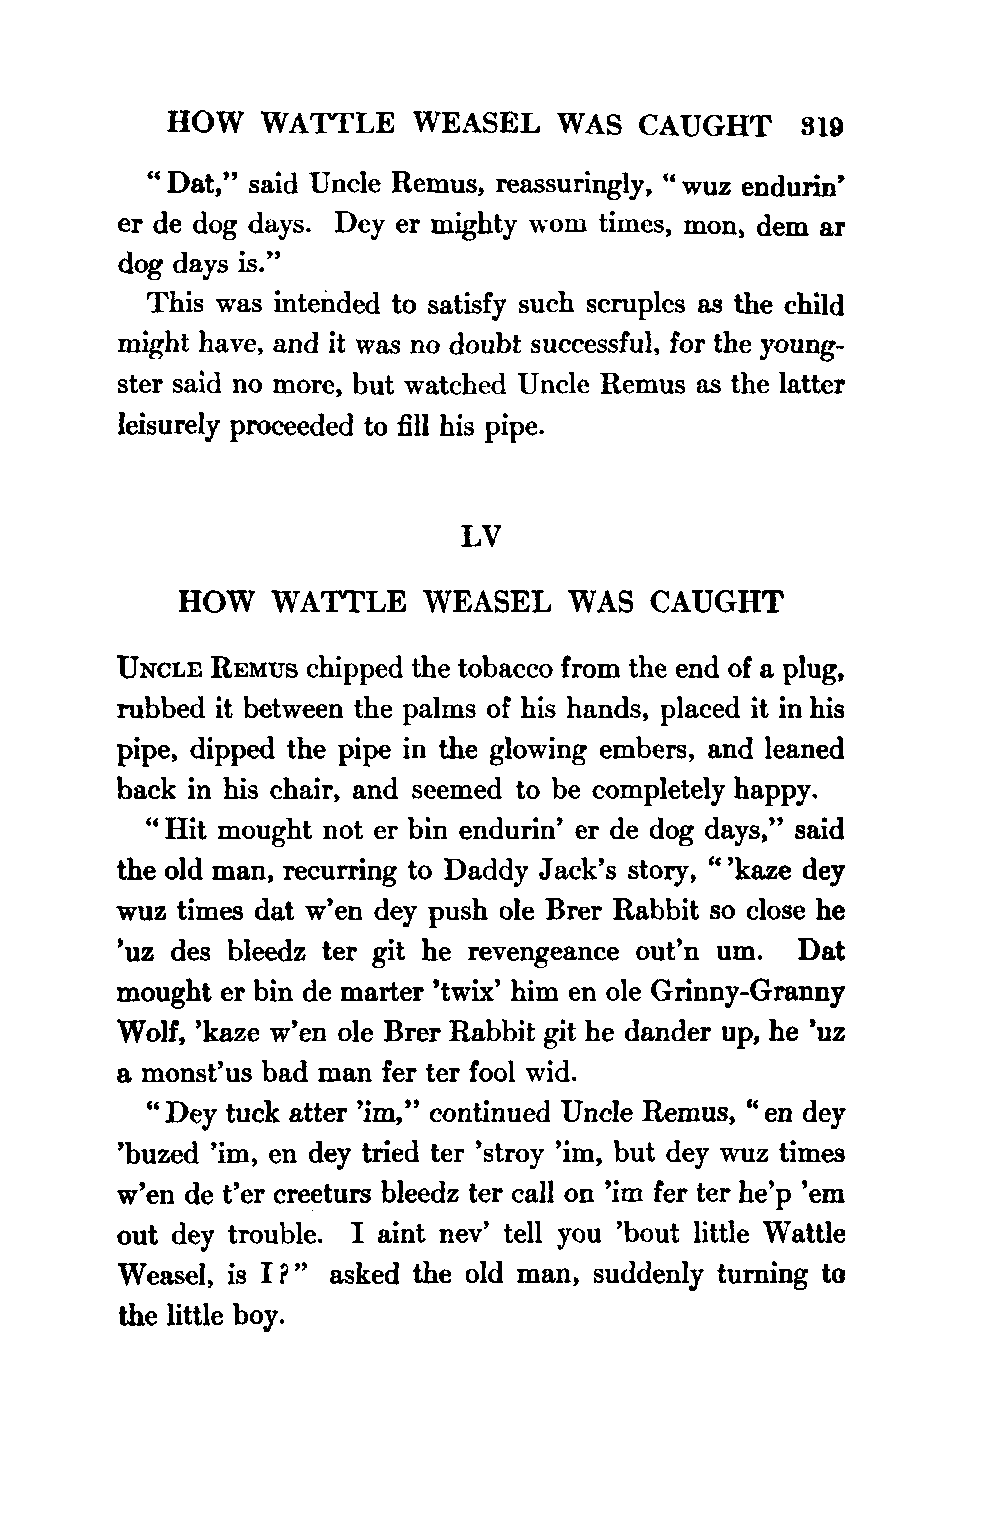 HOW WATTLE WEASEL WAS CAUGHT 319
“Dat,” said Uncle Remus, reassuringly, “wuz endurin’
er de dog days. Dey er mighty wom times, mon, dem ar
dog days is.”
This was intended to satisfy such scruples as the child
might have, and it was no doubt successful, for the young-
ster said no more, but watched Uncle Remus as the latter
leisurely proceeded to fill his pipe.
LV
HOW WATTLE WEASEL WAS CAUGHT
UNCLE REMUS chipped the tobacco from the end of a plug,
rubbed it between the palms of his hands, placed it in his
pipe, dipped the pipe in the glowing embers, and leaned
back in his chair, and seemed to be completely happy.
“Hit mought not er bin endurin’ er de dog days,” said
the old man, recurring to Daddy Jack’s story, “’kaze dey
wuz times dat w’en dey push ole Brer Rabbit so close he
’uz des bleedz ter git he revengeance out’n um. Dat
mought er bin de marter ’twix’ him en ole Grinny-Granny
Wolf, ’kaze w’en ole Brer Rabbit git he dander up, he ’uz
a monst’us bad man fer ter fool wid.
“Dey tuck atter ’im,” continued Uncle Remus, “en dey
’buzed ’im, en dey tried ter ’stroy ’im, but dey wuz times
w’en de t’er creeturs bleedz ter call on ’im fer ter he’p ’em
out dey trouble. I aint nev’ tell you ’bout little Wattle
Weasel, is I?” asked the old man, suddenly turning to
the little boy.